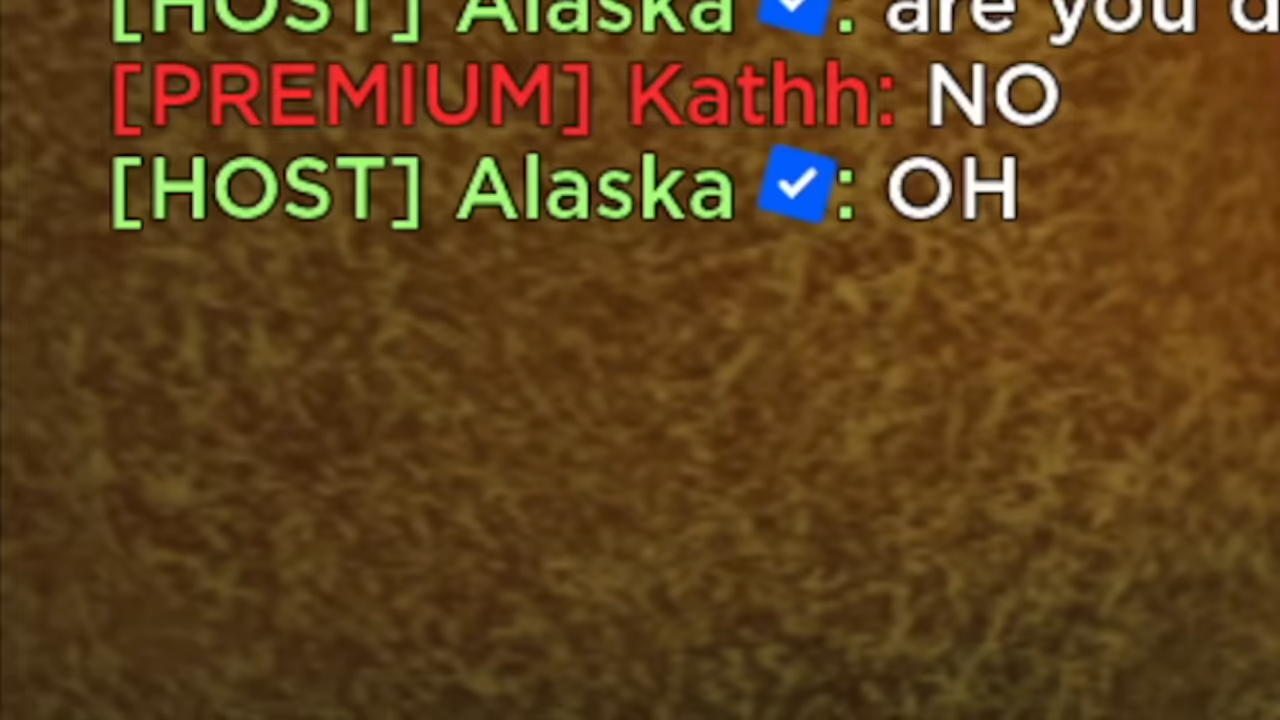 [HOST] Alaska ☑: are you
[PREMIUM] Kathh: NO
[HOST] Alaska ☑: OH